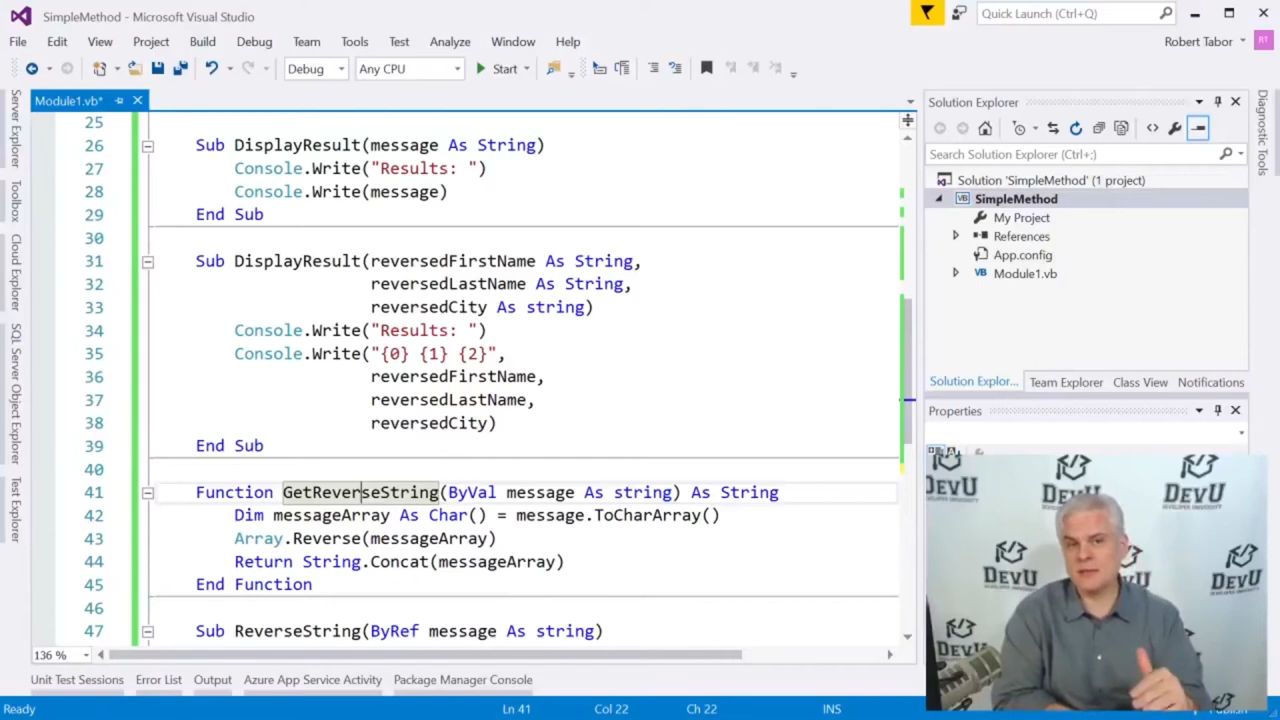 SimpleMethod - Microsoft Visual Studio
Quick Launch (Ctrl+Q)
File Edit View Project Build Debug Team Tools Test Analyze Window Help
Robert Tabor RT
Debug Any CPU Start
Server Explorer
Toolbox
Cloud Explorer
SQL Server Object Explorer
Test Explorer
Module1.vb*
25
26 Sub DisplayResult(message As String)
27 Console.Write("Results: ")
28 Console.Write(message)
29 End Sub
30
31 Sub DisplayResult(reversedFirstName As String,
32 reversedLastName As String,
33 reversedCity As string)
34 Console.Write("Results: ")
35 Console.Write("{0} {1} {2}",
36 reversedFirstName,
37 reversedLastName,
38 reversedCity)
39 End Sub
40
41 Function GetReverseString(ByVal message As string) As String
42 Dim messageArray As Char() = message.ToCharArray()
43 Array.Reverse(messageArray)
44 Return String.Concat(messageArray)
45 End Function
46
47 Sub ReverseString(ByRef message As string)
136 %
Solution Explorer
Search Solution Explorer (Ctrl+;)
Solution 'SimpleMethod' (1 project)
VB SimpleMethod
My Project
References
App.config
VB Module1.vb
Solution Explor... Team Explorer Class View Notifications
Properties
Diagnostic Tools
DEVU
DEVU
DEVU
DEVU
DEVU
Unit Test Sessions Error List Output Azure App Service Activity Package Manager Console
Ready Ln 41 Col 22 Ch 22 INS Publish